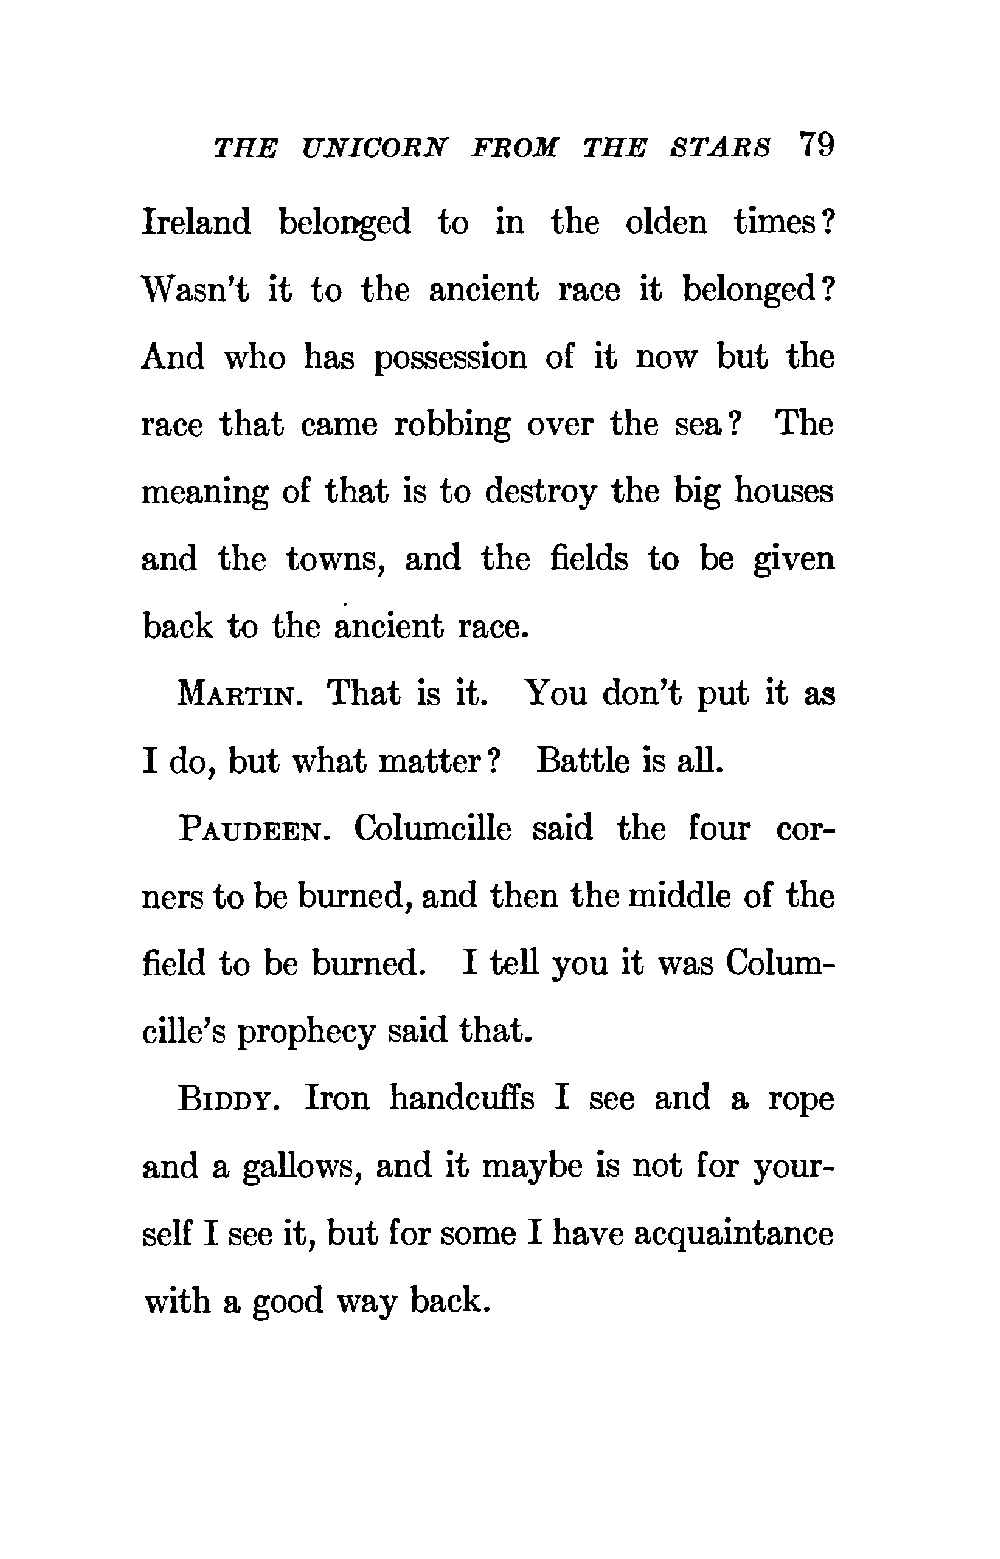 THE UNICORN FROM THE STARS 79
Ireland belonged to in the olden times?
Wasn't it to the ancient race it belonged?
And who has possession of it now but the
race that came robbing over the sea? The
meaning of that is to destroy the big houses
and the towns, and the fields to be given
back to the ancient race.
MARTIN. That is it. You don't put it as
I do, but what matter? Battle is all.
PAUDEEN. Columcille said the four cor-
ners to be burned, and then the middle of the
field to be burned. I tell you it was Colum-
cille's prophecy said that.
BIDDY. Iron handcuffs I see and a rope
and a gallows, and it maybe is not for your-
self I see it, but for some I have acquaintance
with a good way back.